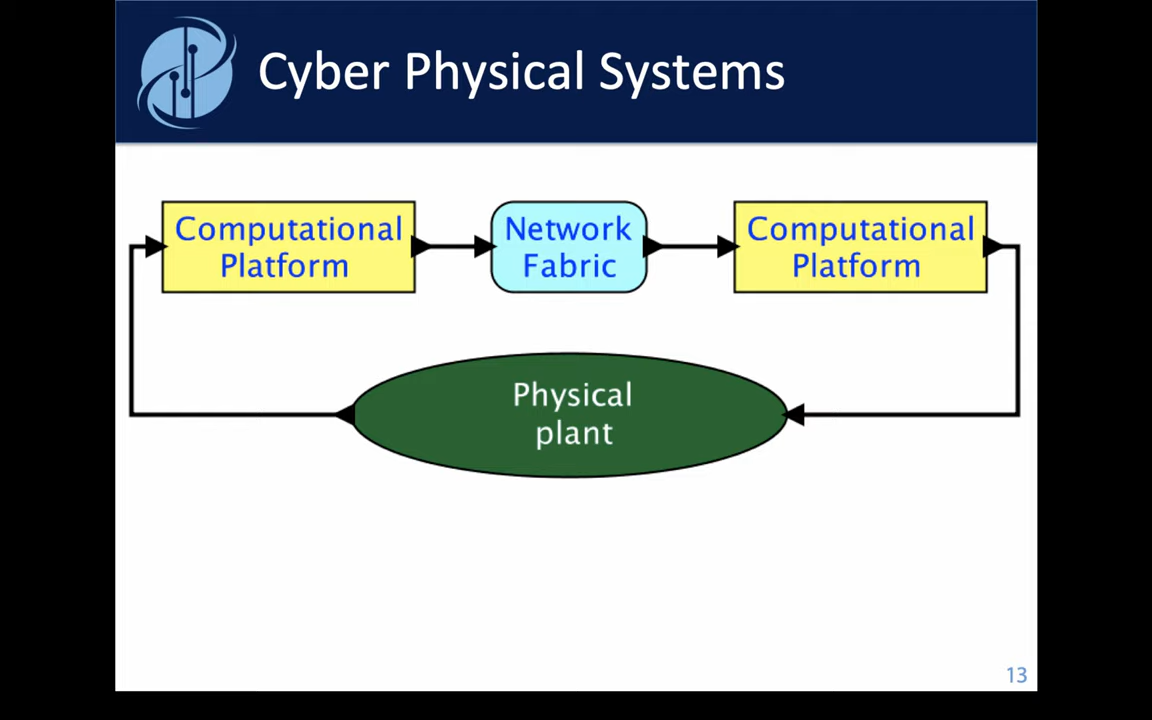 Cyber Physical Systems
Computational
Platform
Network
Fabric
Computational
Platform
Physical
plant
13